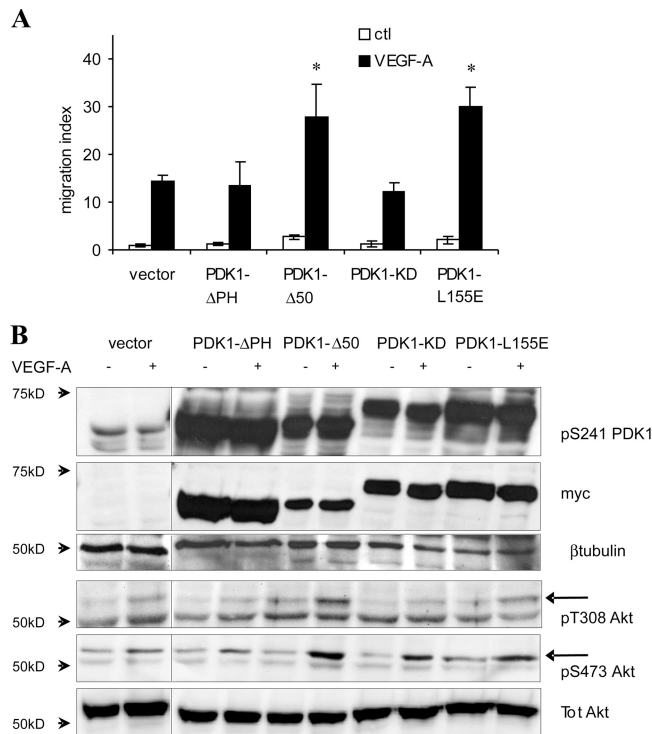 A
ctl
VEGF-A
migration index
40
30
20
10
0
*
*
vector
PDK1-ΔPH
PDK1-Δ50
PDK1-KD
PDK1-L155E
B
vector PDK1-ΔPH PDK1-Δ50 PDK1-KD PDK1-L155E
VEGF-A - + - + - + - + - +
75kD
pS241 PDK1
75kD
myc
50kD
βtubulin
50kD
pT308 Akt
50kD
pS473 Akt
50kD
Tot Akt